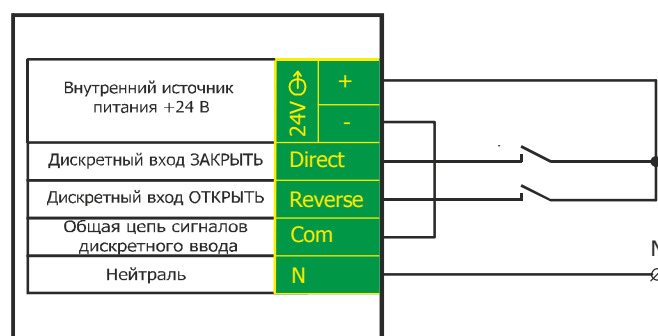 Внутренний источник
питания +24 В
24V
+
-
Дискретный вход ЗАКРЫТЬ
Direct
Дискретный вход ОТКРЫТЬ
Reverse
Общая цепь сигналов
дискретного ввода
Com
Нейтраль
N
N